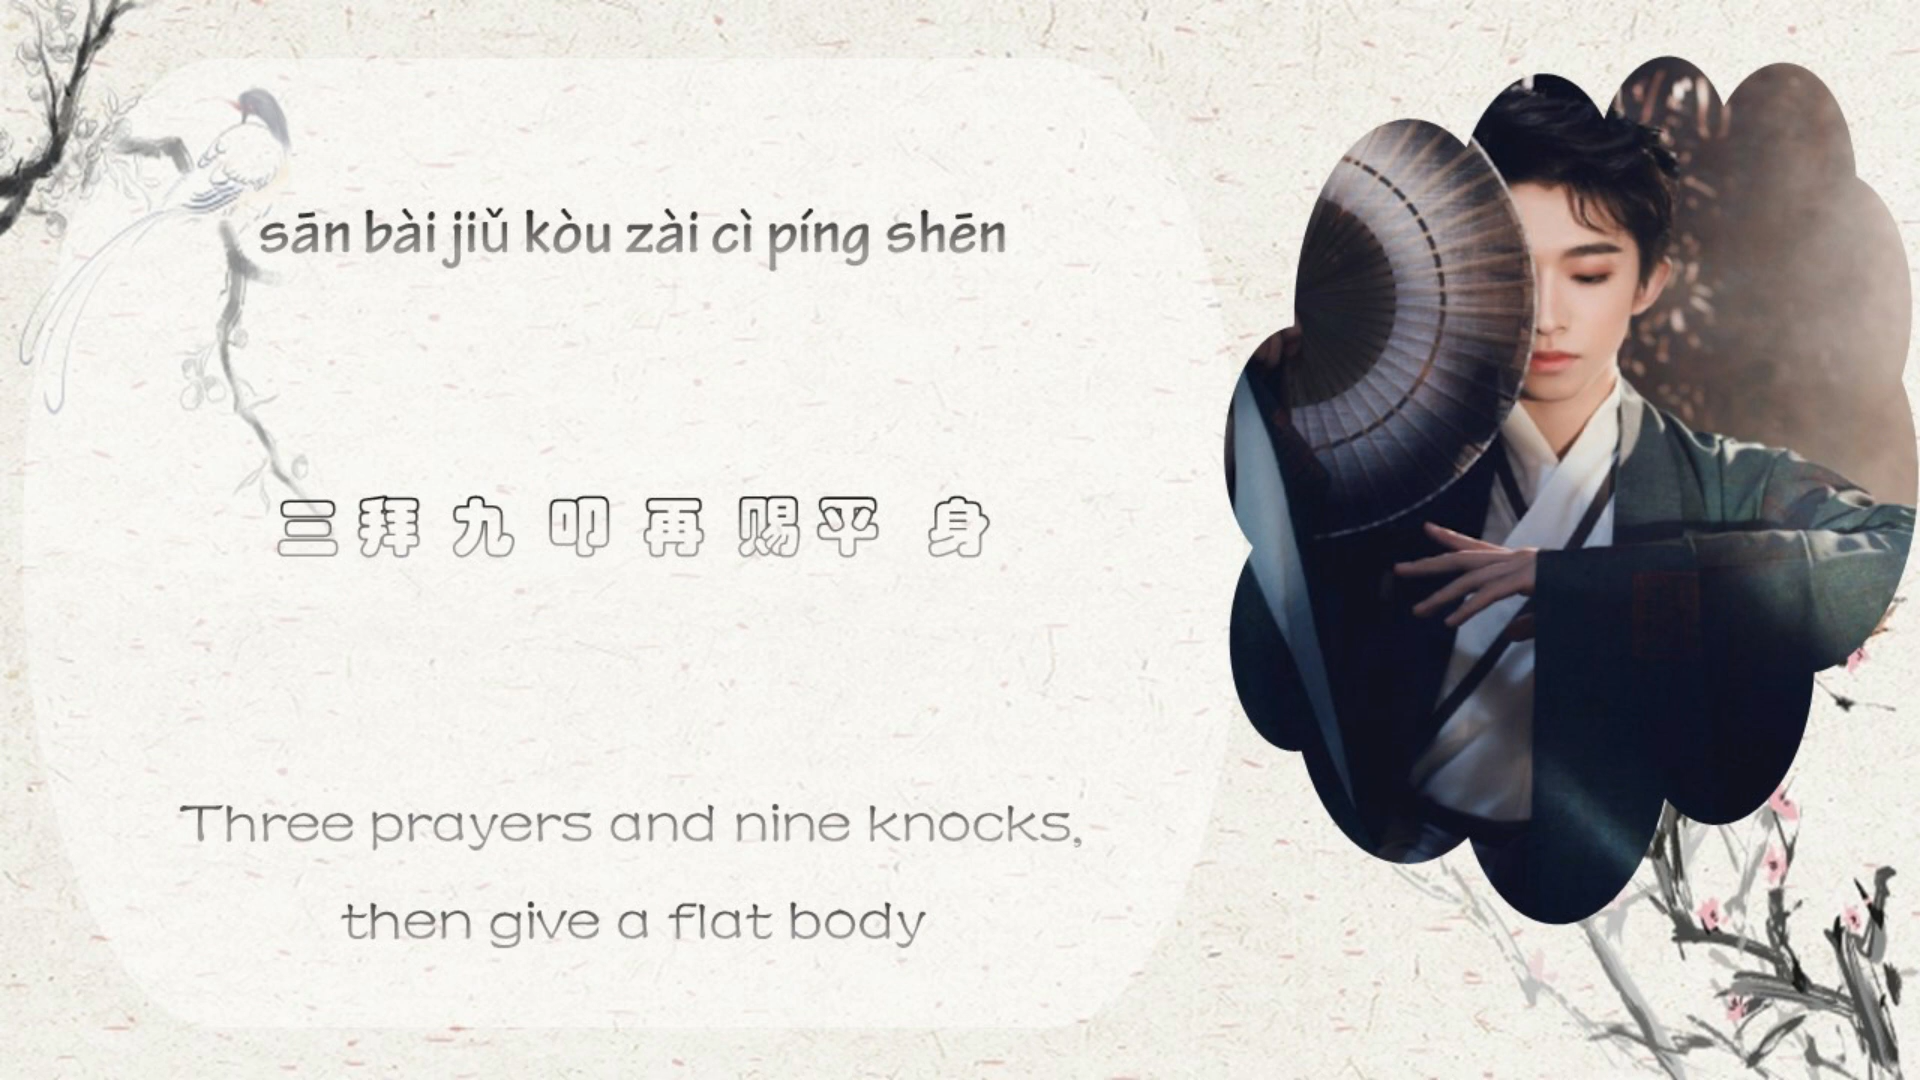 sān bài jiǔ kòu zài cì píng shēn
三拜 九 叩 再 赐平 身
Three prayers and nine knocks,
then give a flat body